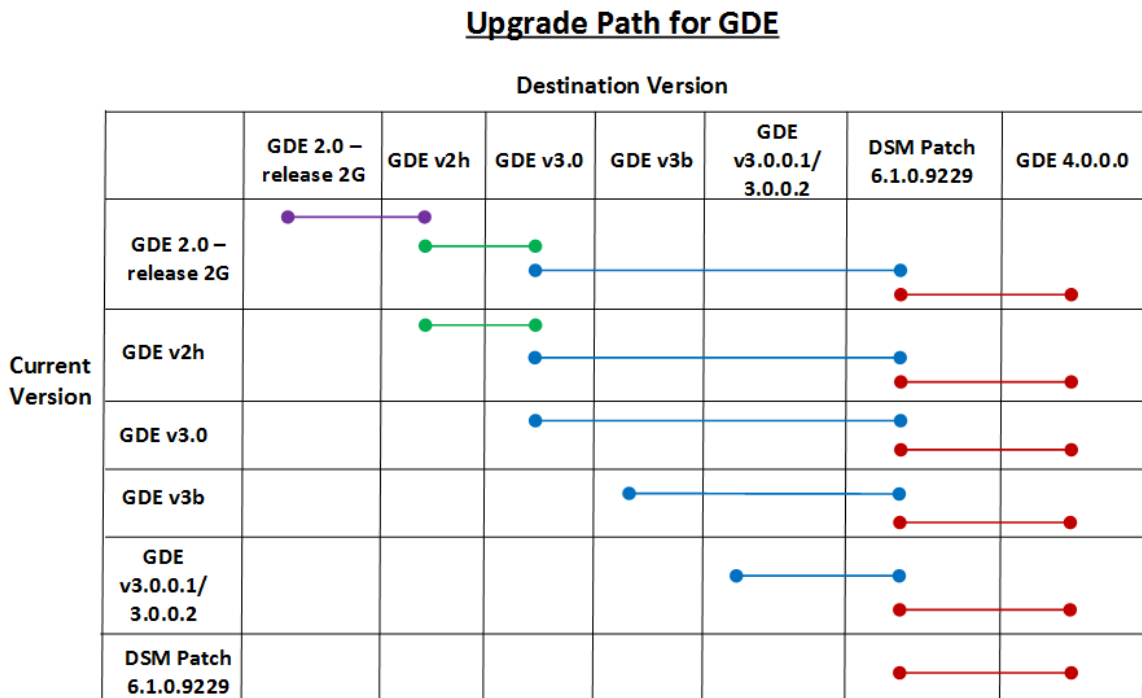 Upgrade Path for GDE
Destination Version
GDE 2.0 –
release 2G
GDE v2h
GDE v3.0
GDE v3b
GDE
v3.0.0.1/
3.0.0.2
DSM Patch
6.1.0.9229
GDE 4.0.0.0
Current
Version
GDE 2.0 –
release 2G
GDE v2h
GDE v3.0
GDE v3b
GDE
v3.0.0.1/
3.0.0.2
DSM Patch
6.1.0.9229